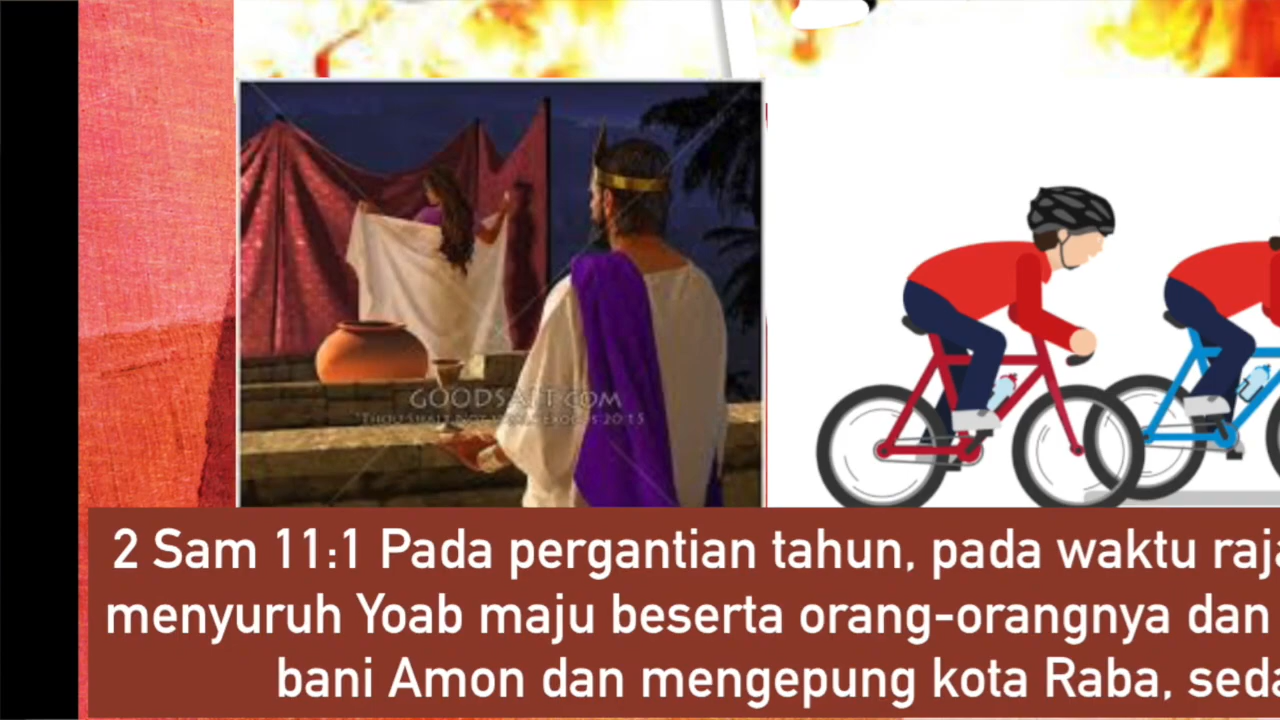 GOODSALT.COM
2 Sam 11:1 Pada pergantian tahun, pada waktu
menyuruh Yoab maju beserta orang-orangnya dan
bani Amon dan mengepung kota Raba,